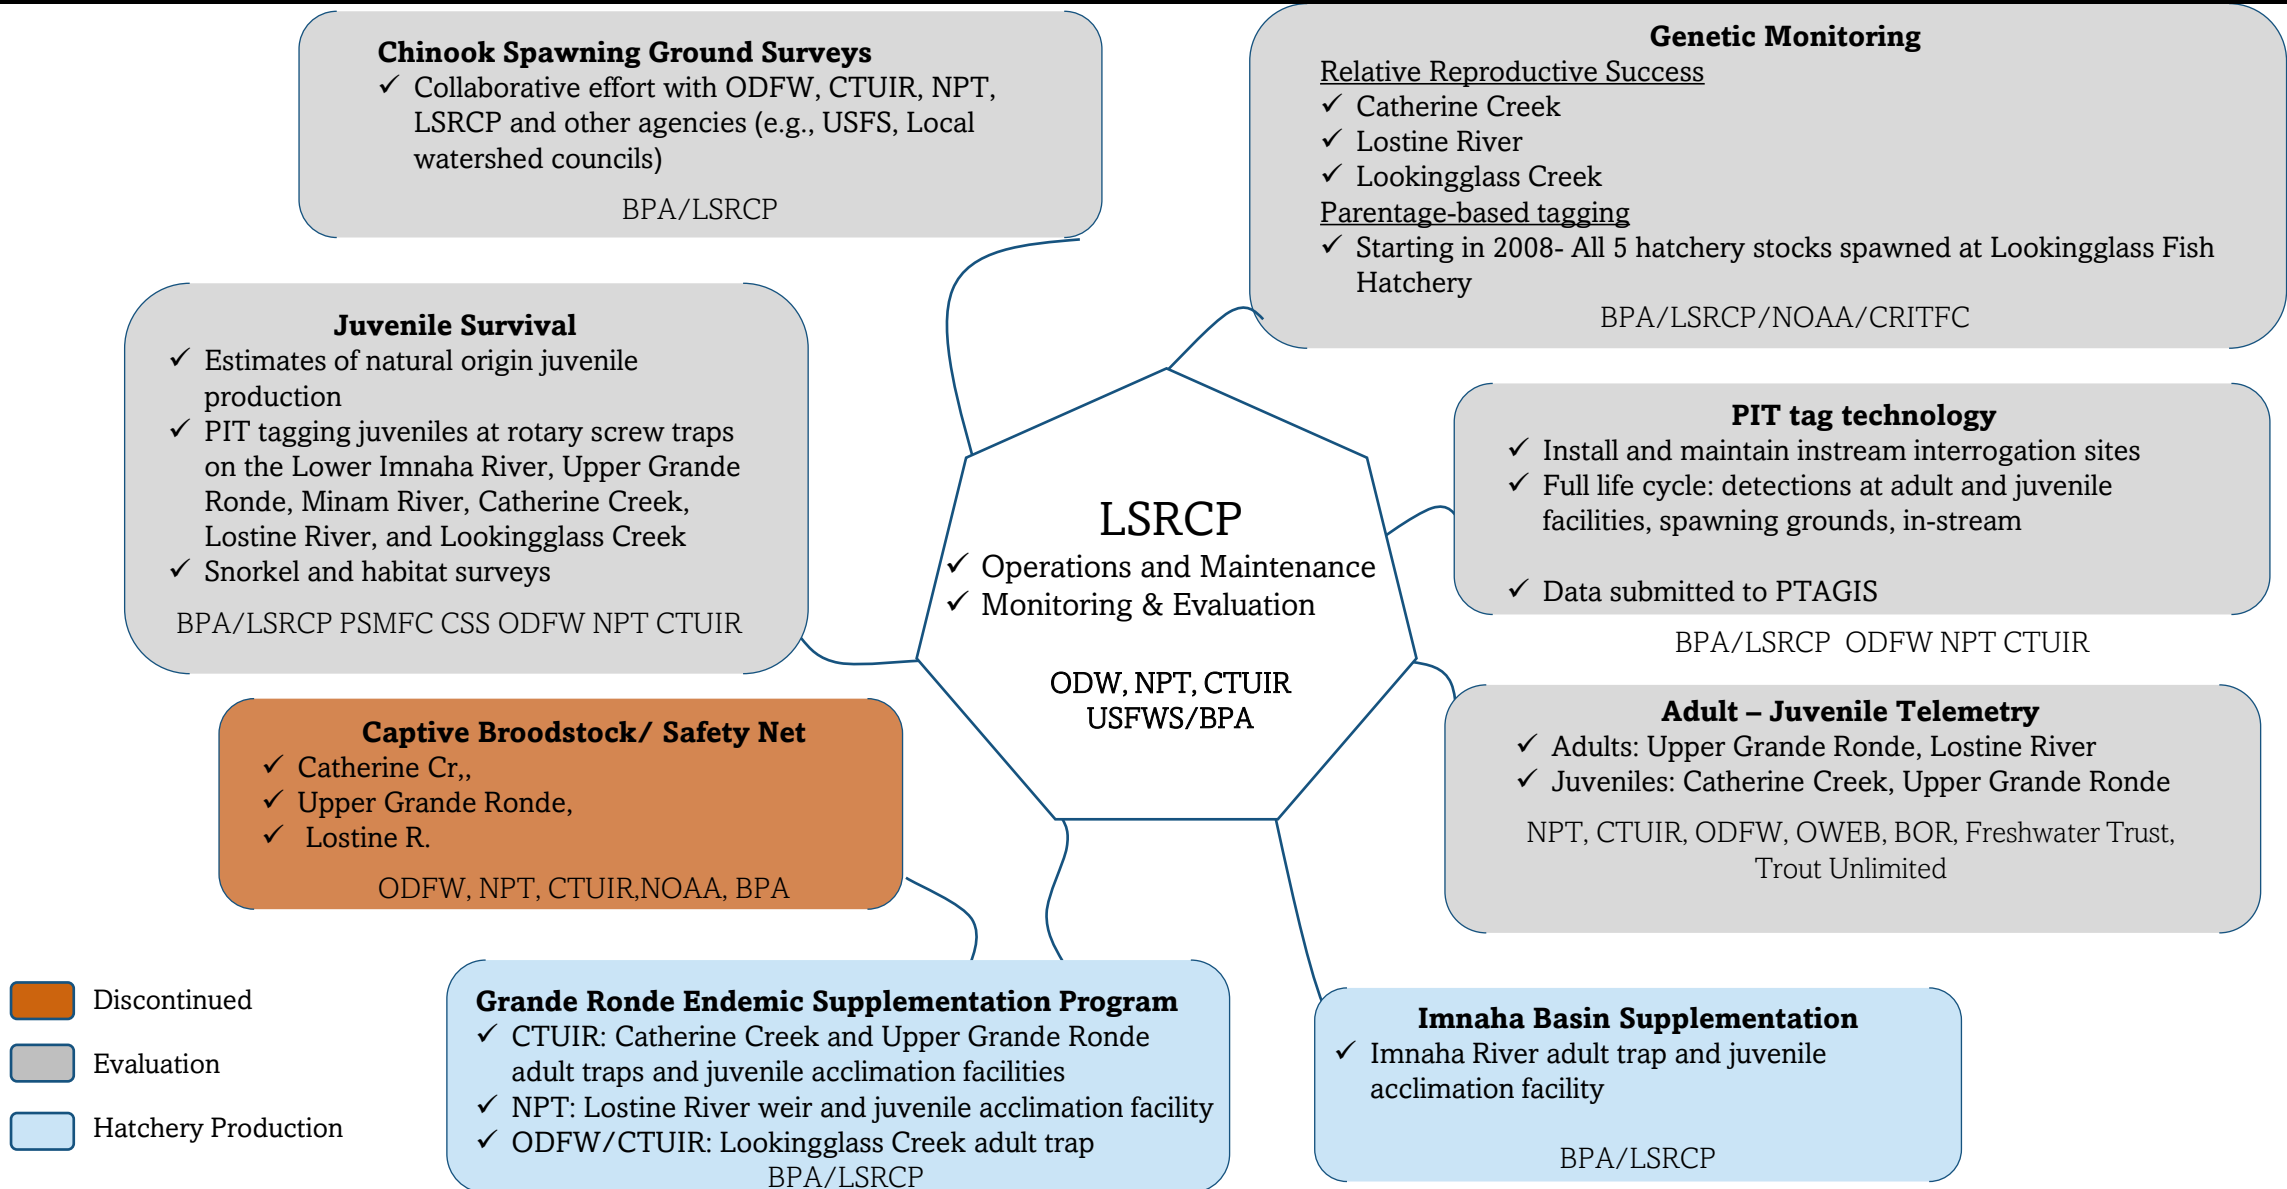 Chinook Spawning Ground Surveys
✓ Collaborative effort with ODFW, CTUIR, NPT,
LSRCP and other agencies (e.g., USFS, Local
watershed councils)
BPA/LSRCP
Genetic Monitoring
Relative Reproductive Success
✓ Catherine Creek
✓ Lostine River
✓ Lookingglass Creek
Parentage-based tagging
✓ Starting in 2008- All 5 hatchery stocks spawned at Lookingglass Fish
Hatchery
BPA/LSRCP/NOAA/CRITFC
Juvenile Survival
✓ Estimates of natural origin juvenile
production
✓ PIT tagging juveniles at rotary screw traps
on the Lower Imnaha River, Upper Grande
Ronde, Minam River, Catherine Creek,
Lostine River, and Lookingglass Creek
✓ Snorkel and habitat surveys
BPA/LSRCP PSMFC CSS ODFW NPT CTUIR
LSRCP
✓ Operations and Maintenance
✓ Monitoring & Evaluation
ODW, NPT, CTUIR
USFWS/BPA
PIT tag technology
✓ Install and maintain instream interrogation sites
✓ Full life cycle: detections at adult and juvenile
facilities, spawning grounds, in-stream
✓ Data submitted to PTAGIS
BPA/LSRCP ODFW NPT CTUIR
Captive Broodstock/ Safety Net
✓ Catherine Cr,,
✓ Upper Grande Ronde,
✓ Lostine R.
ODFW, NPT, CTUIR,NOAA, BPA
Adult – Juvenile Telemetry
✓ Adults: Upper Grande Ronde, Lostine River
✓ Juveniles: Catherine Creek, Upper Grande Ronde
NPT, CTUIR, ODFW, OWEB, BOR, Freshwater Trust,
Trout Unlimited
Discontinued
Evaluation
Hatchery Production
Grande Ronde Endemic Supplementation Program
✓ CTUIR: Catherine Creek and Upper Grande Ronde
adult traps and juvenile acclimation facilities
✓ NPT: Lostine River weir and juvenile acclimation facility
✓ ODFW/CTUIR: Lookingglass Creek adult trap
BPA/LSRCP
Imnaha Basin Supplementation
✓ Imnaha River adult trap and juvenile
acclimation facility
BPA/LSRCP